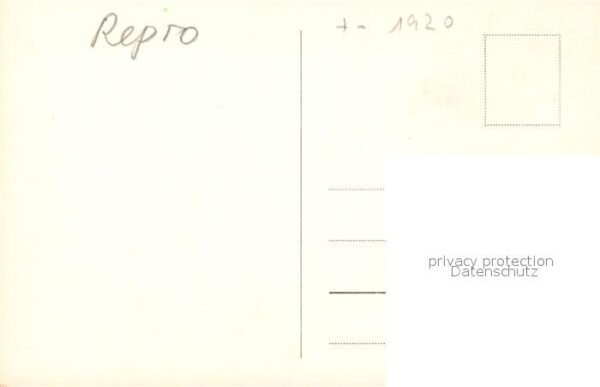 Repro
+- 1920
privacy protection
Datenschutz